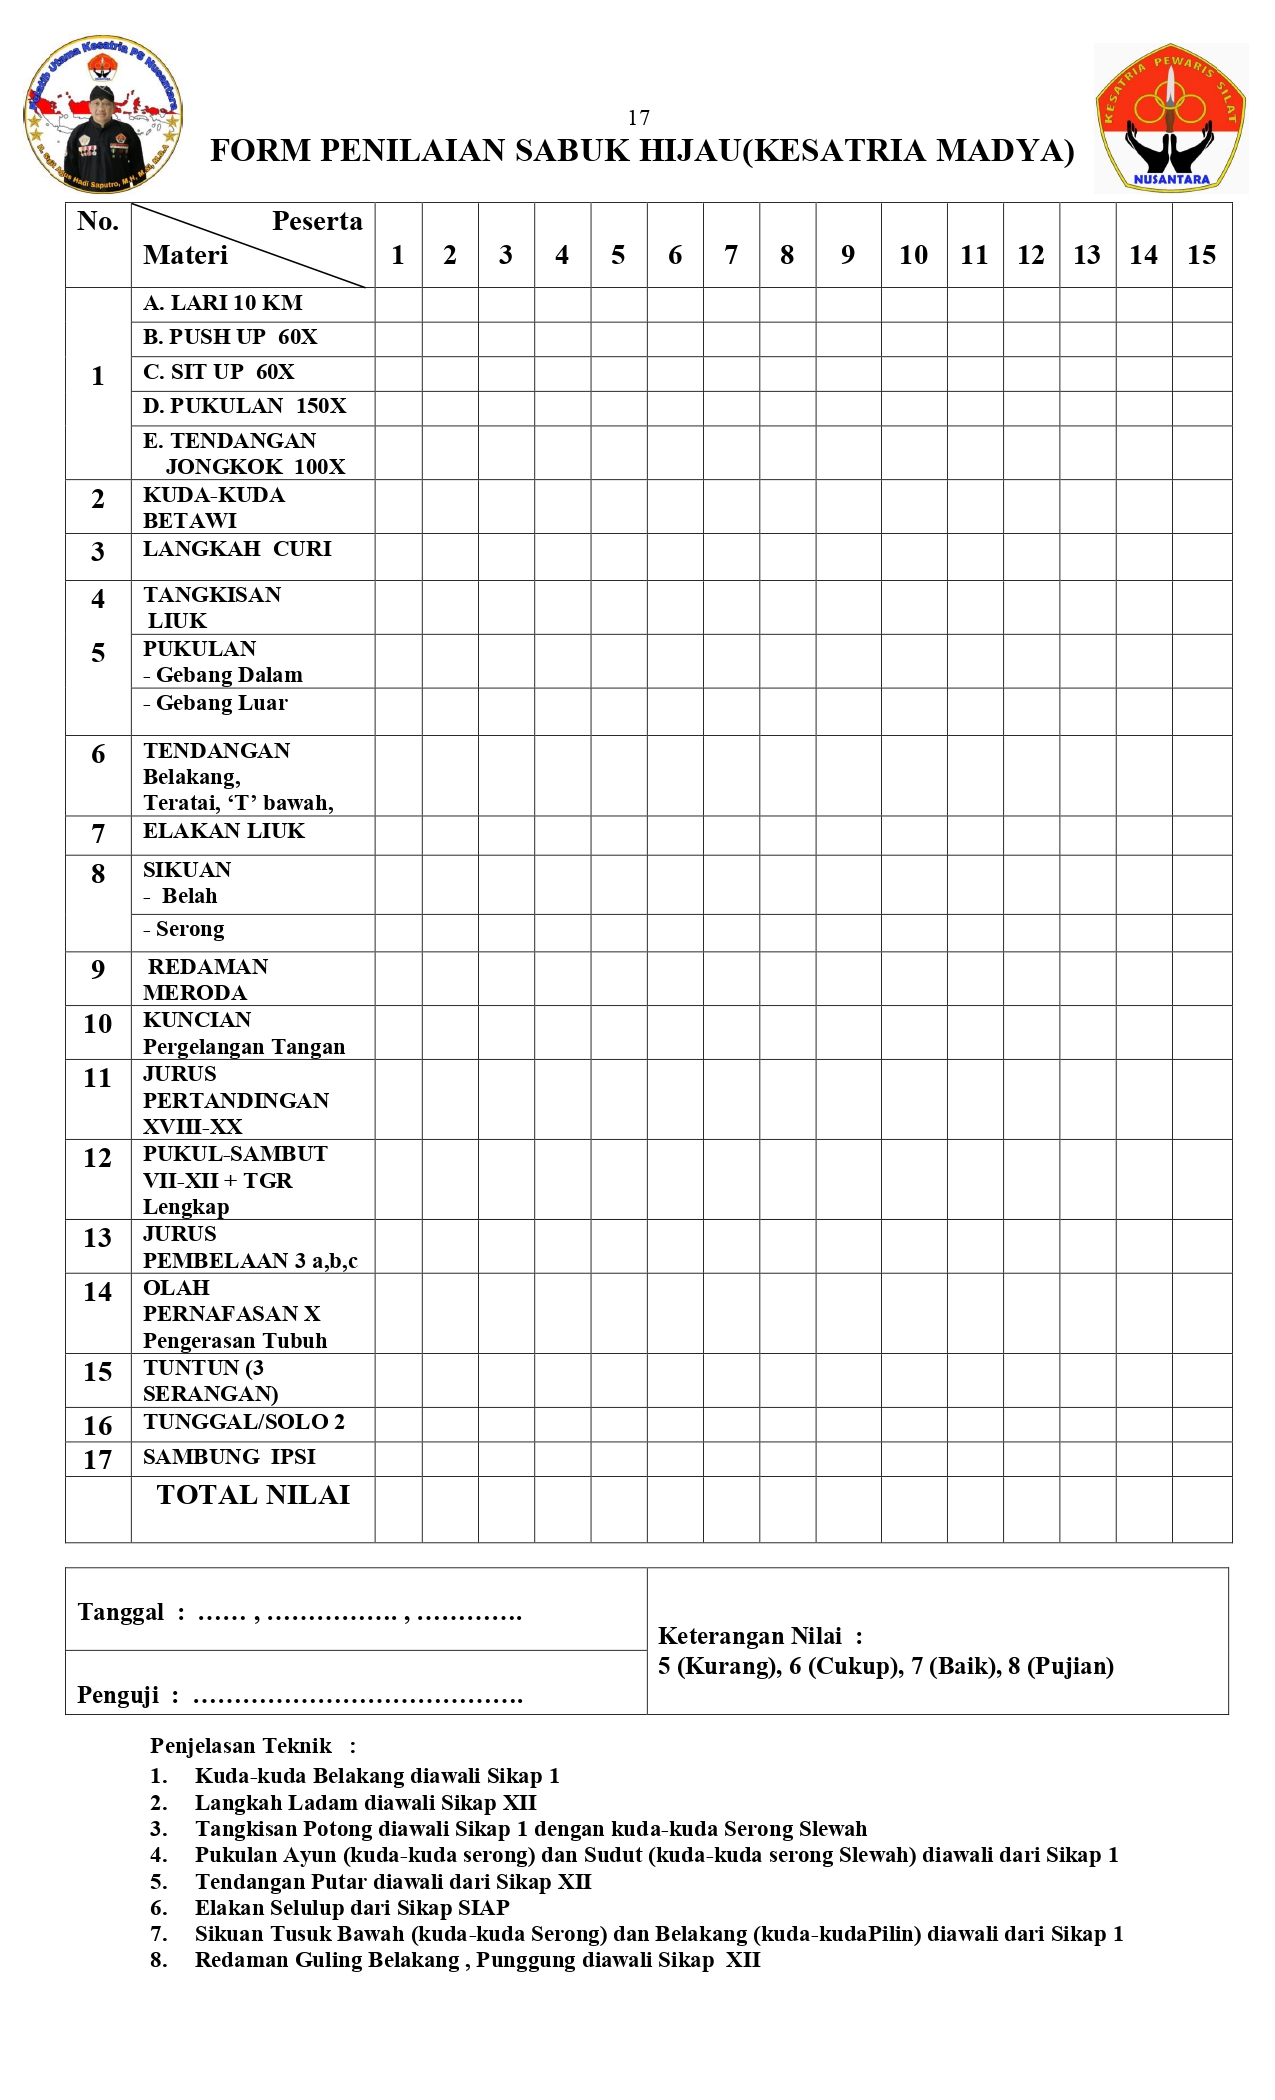 Pelatih Utama Kesatria PS Nusantara
Agus Hadi Saputro, M.H,
KESATRIA PEWARIS SILAT
NUSANTARA
17
FORM PENILAIAN SABUK HIJAU(KESATRIA MADYA)
No. Peserta
Materi 1 2 3 4 5 6 7 8 9 10 11 12 13 14 15
A. LARI 10 KM
B. PUSH UP  60X
1 C. SIT UP  60X
D. PUKULAN  150X
E. TENDANGAN
JONGKOK  100X
2 KUDA-KUDA
BETAWI
3 LANGKAH  CURI
4 TANGKISAN
LIUK
5 PUKULAN
- Gebang Dalam
- Gebang Luar
6 TENDANGAN
Belakang,
Teratai, ‘T’ bawah,
7 ELAKAN LIUK
8 SIKUAN
-  Belah
- Serong
9 REDAMAN
MERODA
10 KUNCIAN
Pergelangan Tangan
11 JURUS
PERTANDINGAN
XVIII-XX
12 PUKUL-SAMBUT
VII-XII + TGR
Lengkap
13 JURUS
PEMBELAAN 3 a,b,c
14 OLAH
PERNAFASAN X
Pengerasan Tubuh
15 TUNTUN (3
SERANGAN)
16 TUNGGAL/SOLO 2
17 SAMBUNG  IPSI
TOTAL NILAI
Tanggal  :  …… , ……………. , ………….
Keterangan Nilai  :
5 (Kurang), 6 (Cukup), 7 (Baik), 8 (Pujian)
Penguji  :  ………………………………….
Penjelasan Teknik   :
1. Kuda-kuda Belakang diawali Sikap 1
2. Langkah Ladam diawali Sikap XII
3. Tangkisan Potong diawali Sikap 1 dengan kuda-kuda Serong Slewah
4. Pukulan Ayun (kuda-kuda serong) dan Sudut (kuda-kuda serong Slewah) diawali dari Sikap 1
5. Tendangan Putar diawali dari Sikap XII
6. Elakan Selulup dari Sikap SIAP
7. Sikuan Tusuk Bawah (kuda-kuda Serong) dan Belakang (kuda-kudaPilin) diawali dari Sikap 1
8. Redaman Guling Belakang , Punggung diawali Sikap  XII